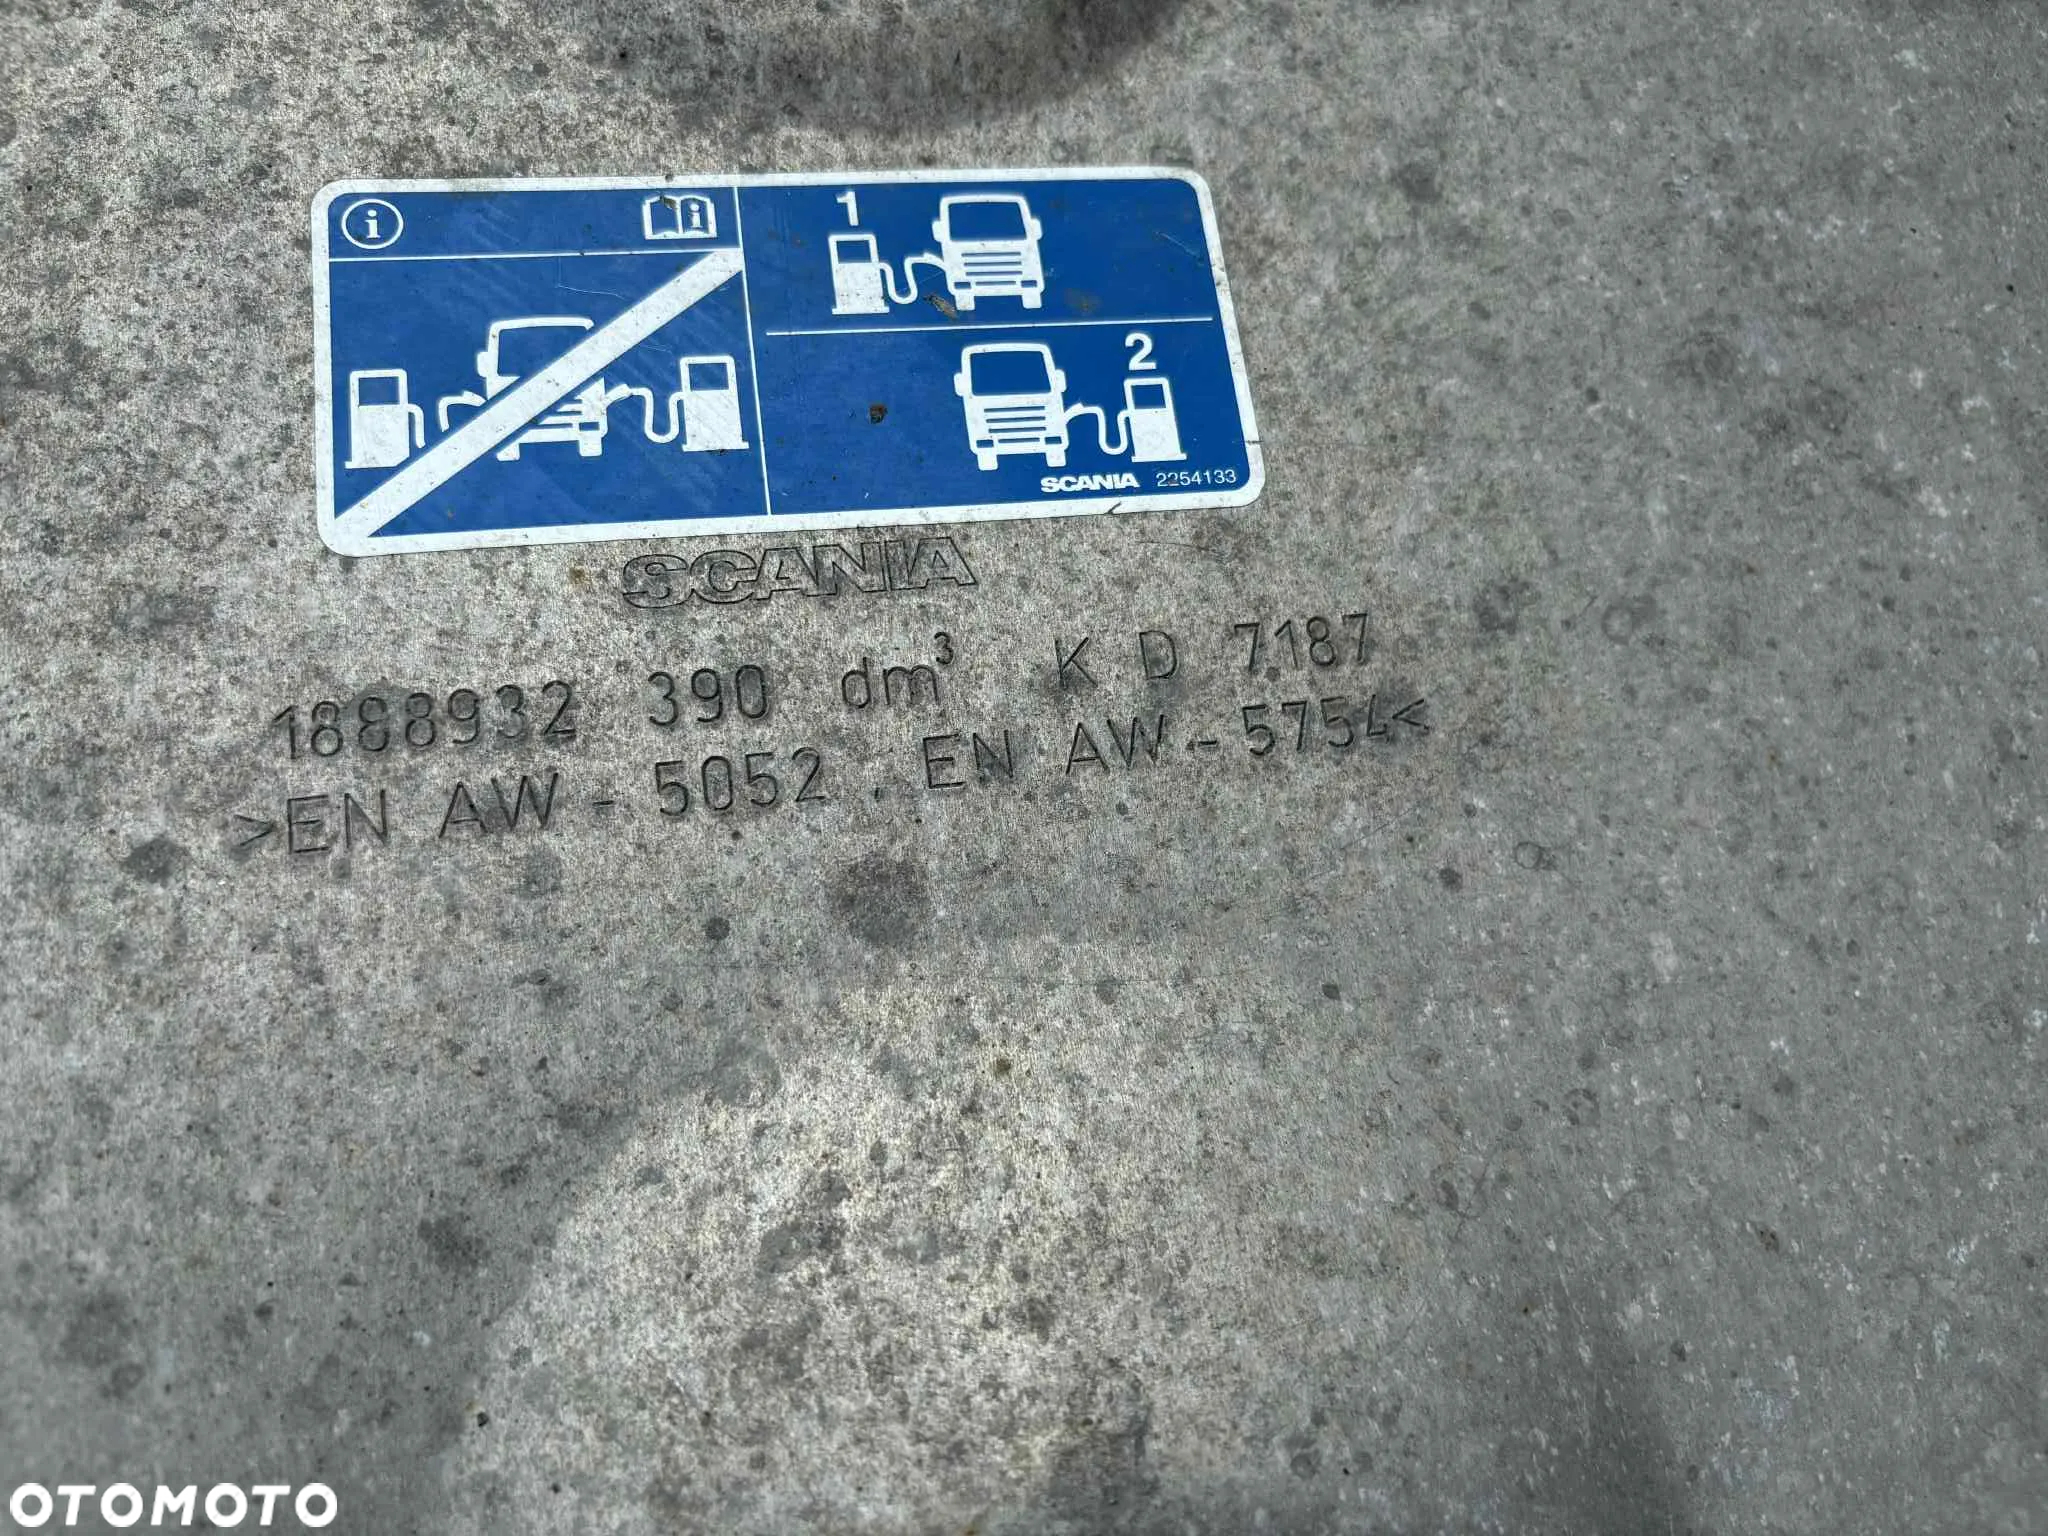 i
i
1
2
SCANIA 2254133
SCANIA
1888932 390 dm³ K D 7187
>EN AW - 5052 . EN AW - 5754<
OTOMOTO